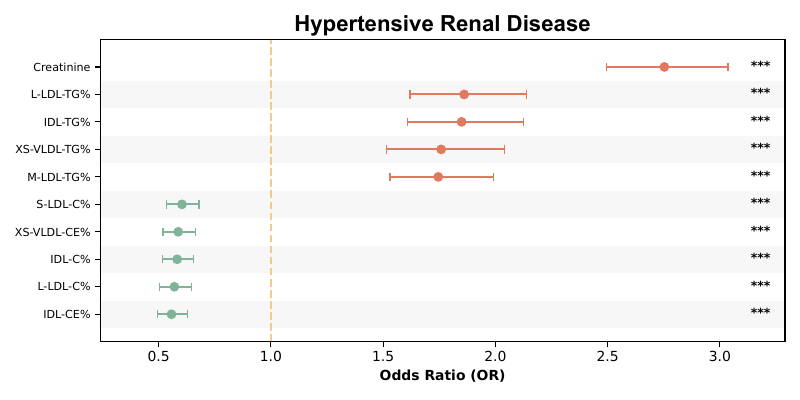 Hypertensive Renal Disease
Creatinine ***
L-LDL-TG% ***
IDL-TG% ***
XS-VLDL-TG% ***
M-LDL-TG% ***
S-LDL-C% ***
XS-VLDL-CE% ***
IDL-C% ***
L-LDL-C% ***
IDL-CE% ***
0.5 1.0 1.5 2.0 2.5 3.0
Odds Ratio (OR)